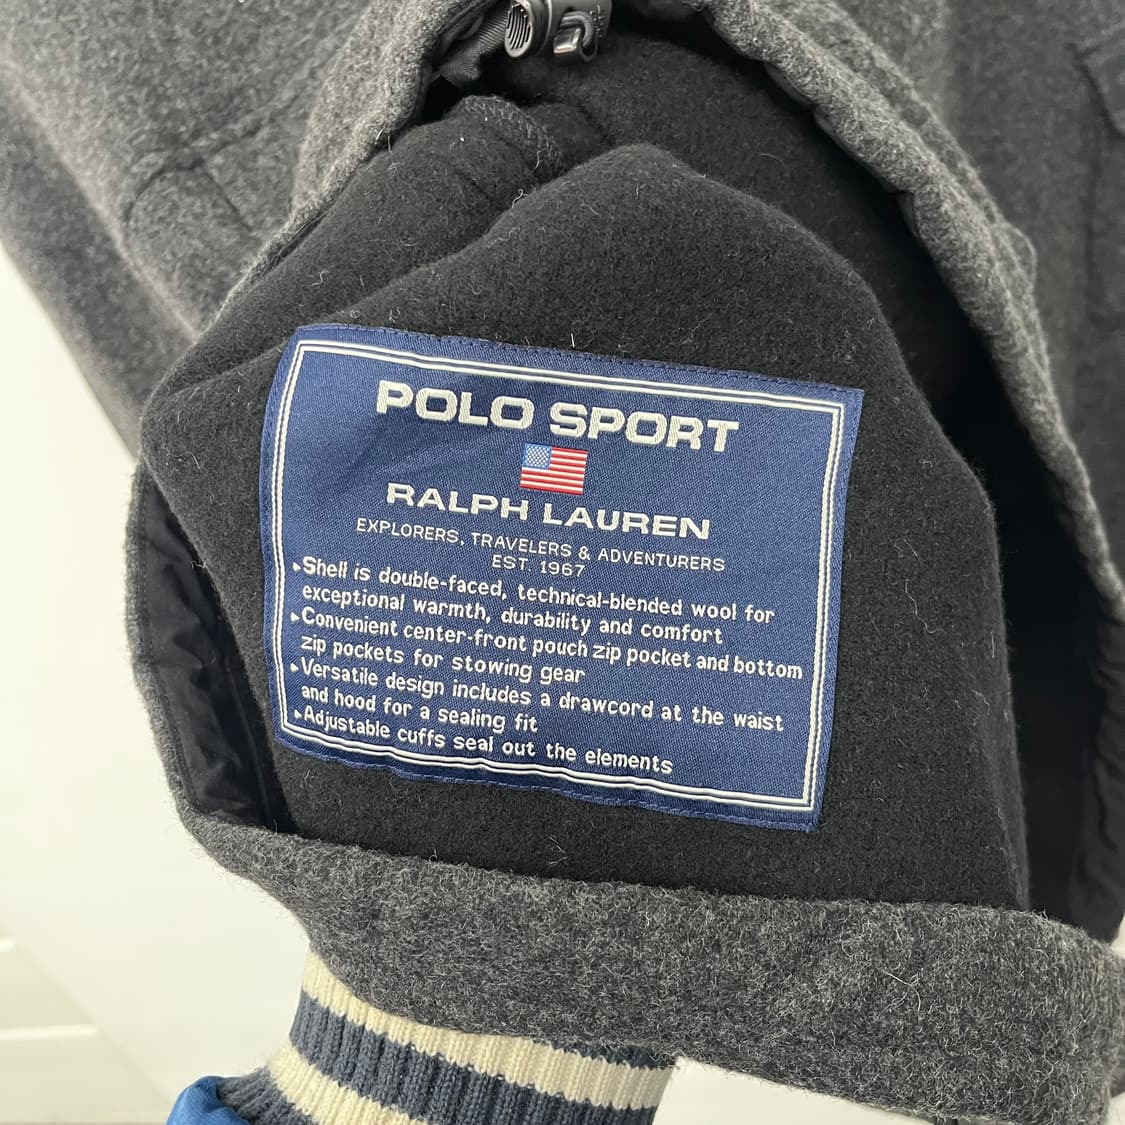 POLO SPORT
RALPH LAUREN
EXPLORERS, TRAVELERS & ADVENTURERS
EST. 1967
▸Shell is double-faced, technical-blended wool for
exceptional warmth, durability and comfort
▸Convenient center-front pouch zip pocket and bottom
zip pockets for stowing gear
▸Versatile design includes a drawcord at the waist
and hood for a sealing fit
▸Adjustable cuffs seal out the elements